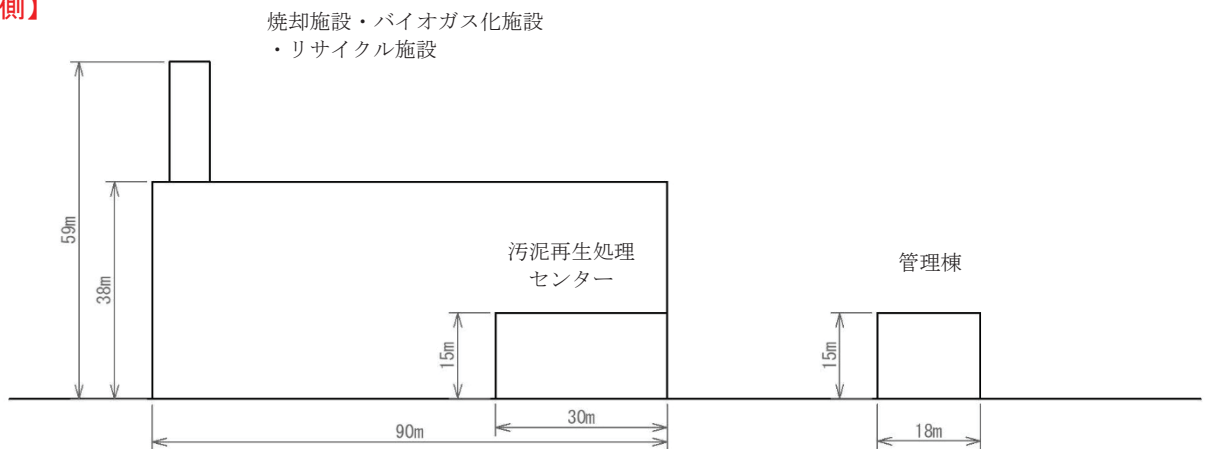 側】
焼却施設・バイオガス化施設
・リサイクル施設
59m
38m
汚泥再生処理
センター
管理棟
15m
15m
30m
90m
18m